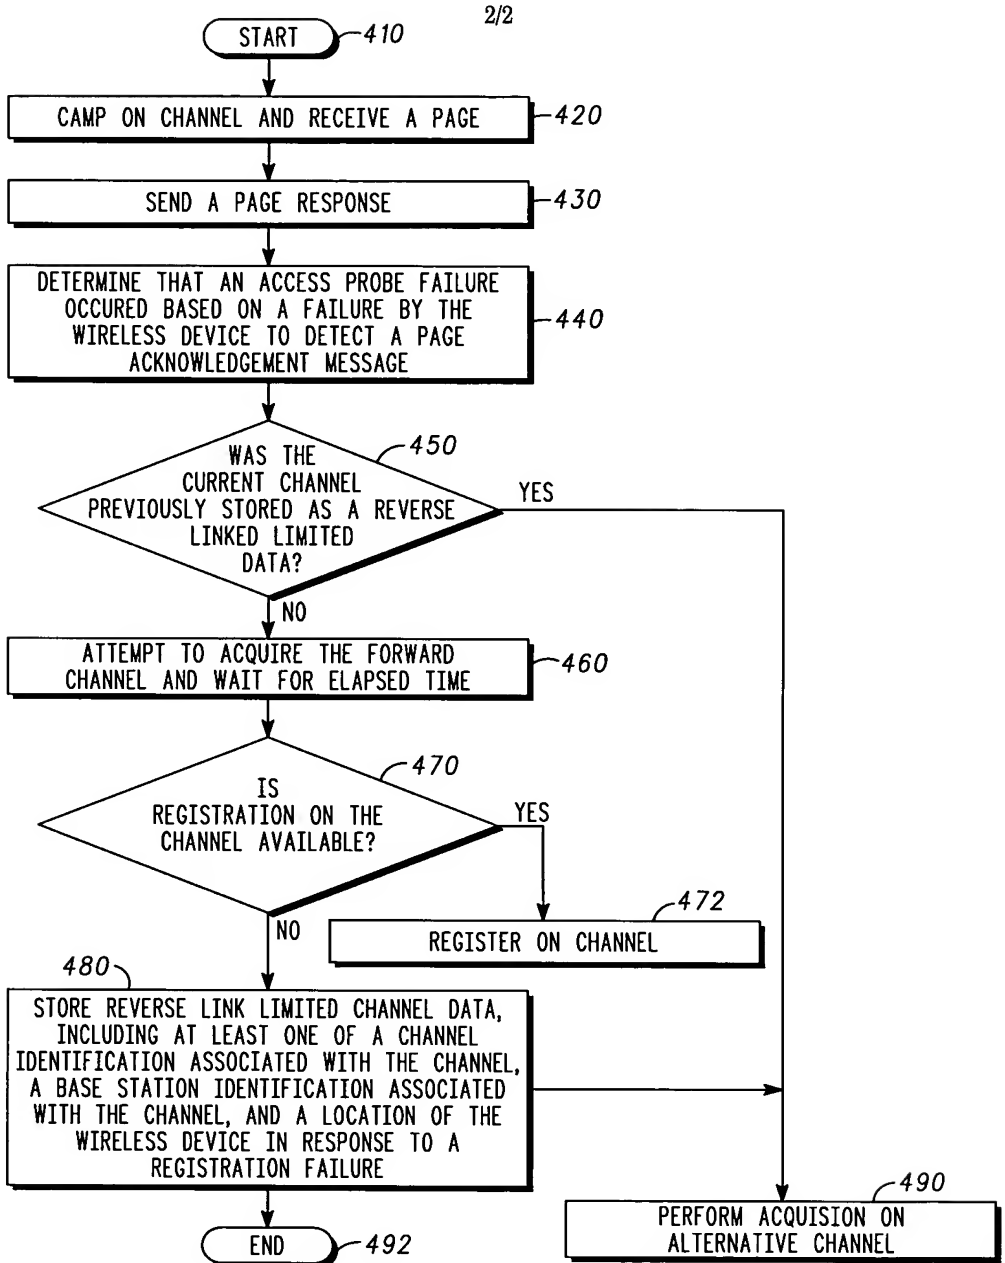 2/2
START
410
CAMP ON CHANNEL AND RECEIVE A PAGE
420
SEND A PAGE RESPONSE
430
DETERMINE THAT AN ACCESS PROBE FAILURE
OCCURED BASED ON A FAILURE BY THE
WIRELESS DEVICE TO DETECT A PAGE
ACKNOWLEDGEMENT MESSAGE
440
450
WAS THE
CURRENT CHANNEL
PREVIOUSLY STORED AS A REVERSE
LINKED LIMITED
DATA?
YES
NO
ATTEMPT TO ACQUIRE THE FORWARD
CHANNEL AND WAIT FOR ELAPSED TIME
460
470
IS
REGISTRATION ON THE
CHANNEL AVAILABLE?
YES
NO
472
REGISTER ON CHANNEL
480
STORE REVERSE LINK LIMITED CHANNEL DATA,
INCLUDING AT LEAST ONE OF A CHANNEL
IDENTIFICATION ASSOCIATED WITH THE CHANNEL,
A BASE STATION IDENTIFICATION ASSOCIATED
WITH THE CHANNEL, AND A LOCATION OF THE
WIRELESS DEVICE IN RESPONSE TO A
REGISTRATION FAILURE
490
PERFORM ACQUISION ON
ALTERNATIVE CHANNEL
END
492